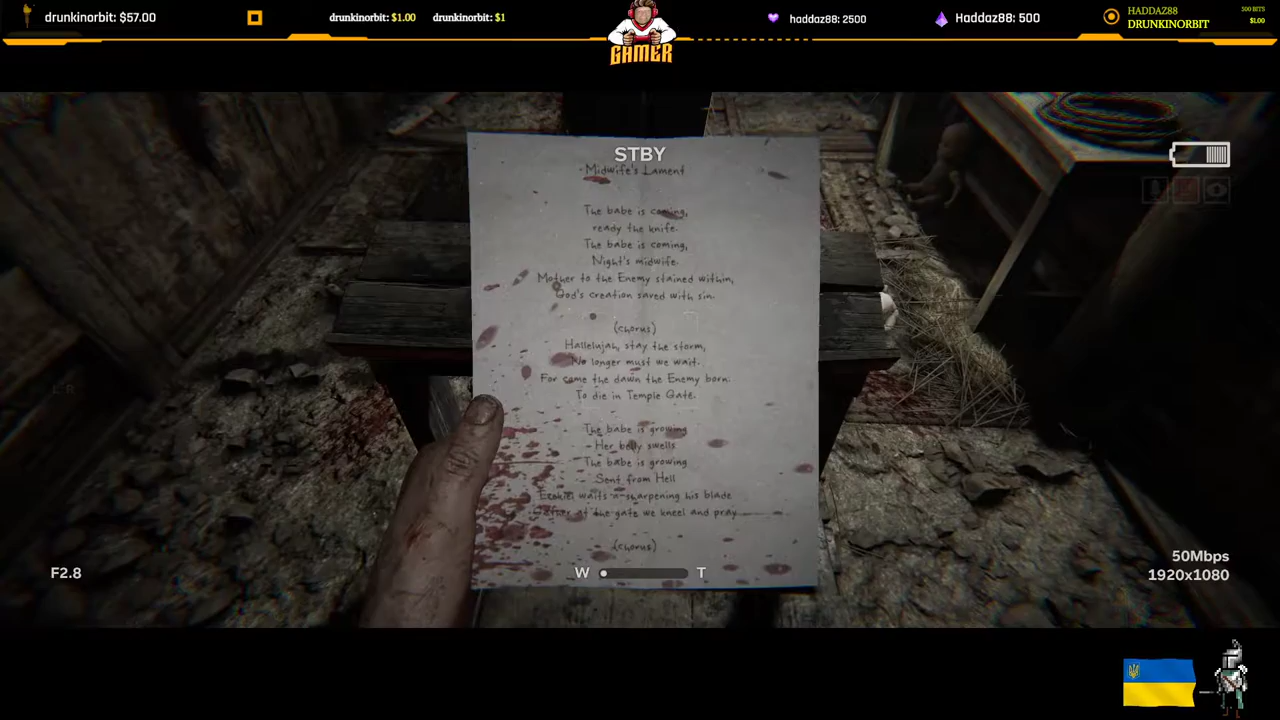 drunkinorbit: $57.00
drunkinorbit: $1.00
drunkinorbit: $1
GAMER
haddaz88: 2500
Haddaz88: 500
HADDAZ88
500 BITS
DRUNKINORBIT
$1.00
STBY
Midwife's Lament
The babe is coming,
ready the knife.
The babe is coming,
Night's midwife.
Mother to the Enemy stained within,
God's creation saved with sin.
(chorus)
Hallelujah, stay the storm,
No longer must we wait.
For come the dawn the Enemy born:
To die in Temple Gate.
The babe is growing
Her belly swells
The babe is growing
Sent from Hell
Ezekiel waits a-sharpening his blade
at the gate we kneel and pray
(chorus)
F2.8
W
T
50Mbps
1920x1080